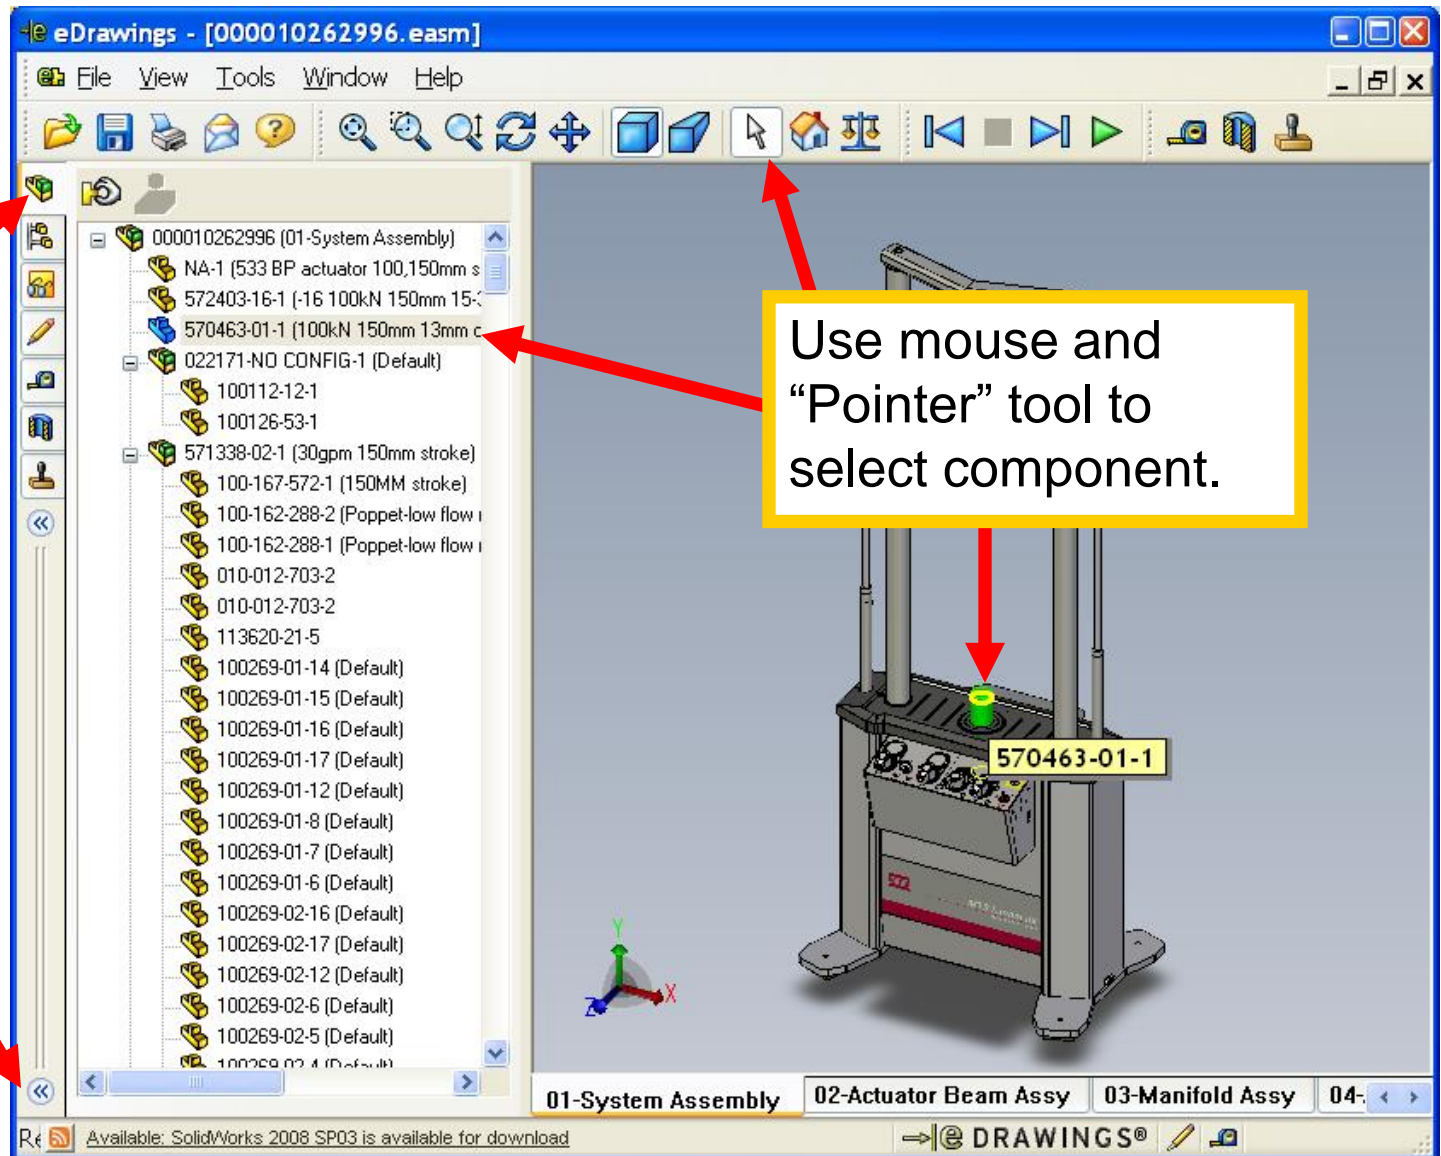 eDrawings - [000010262996.easm]
File View Tools Window Help
000010262996 (01-System Assembly)
NA-1 (533 BP actuator 100,150mm s
572403-16-1 (-16 100kN 150mm 15-
570463-01-1 (100kN 150mm 13mm c
022171-NO CONFIG-1 (Default)
100112-12-1
100126-53-1
571338-02-1 (30gpm 150mm stroke)
100-167-572-1 (150MM stroke)
100-162-288-2 (Poppet-low flow
100-162-288-1 (Poppet-low flow
010-012-703-2
010-012-703-2
113620-21-5
100269-01-14 (Default)
100269-01-15 (Default)
100269-01-16 (Default)
100269-01-17 (Default)
100269-01-12 (Default)
100269-01-8 (Default)
100269-01-7 (Default)
100269-01-6 (Default)
100269-02-16 (Default)
100269-02-17 (Default)
100269-02-12 (Default)
100269-02-6 (Default)
100269-02-5 (Default)
100269-02-4 (Default)
Use mouse and
“Pointer” tool to
select component.
570463-01-1
Y
X
Z
01-System Assembly 02-Actuator Beam Assy 03-Manifold Assy 04-
Available: SolidWorks 2008 SP03 is available for download
DRAWINGS®